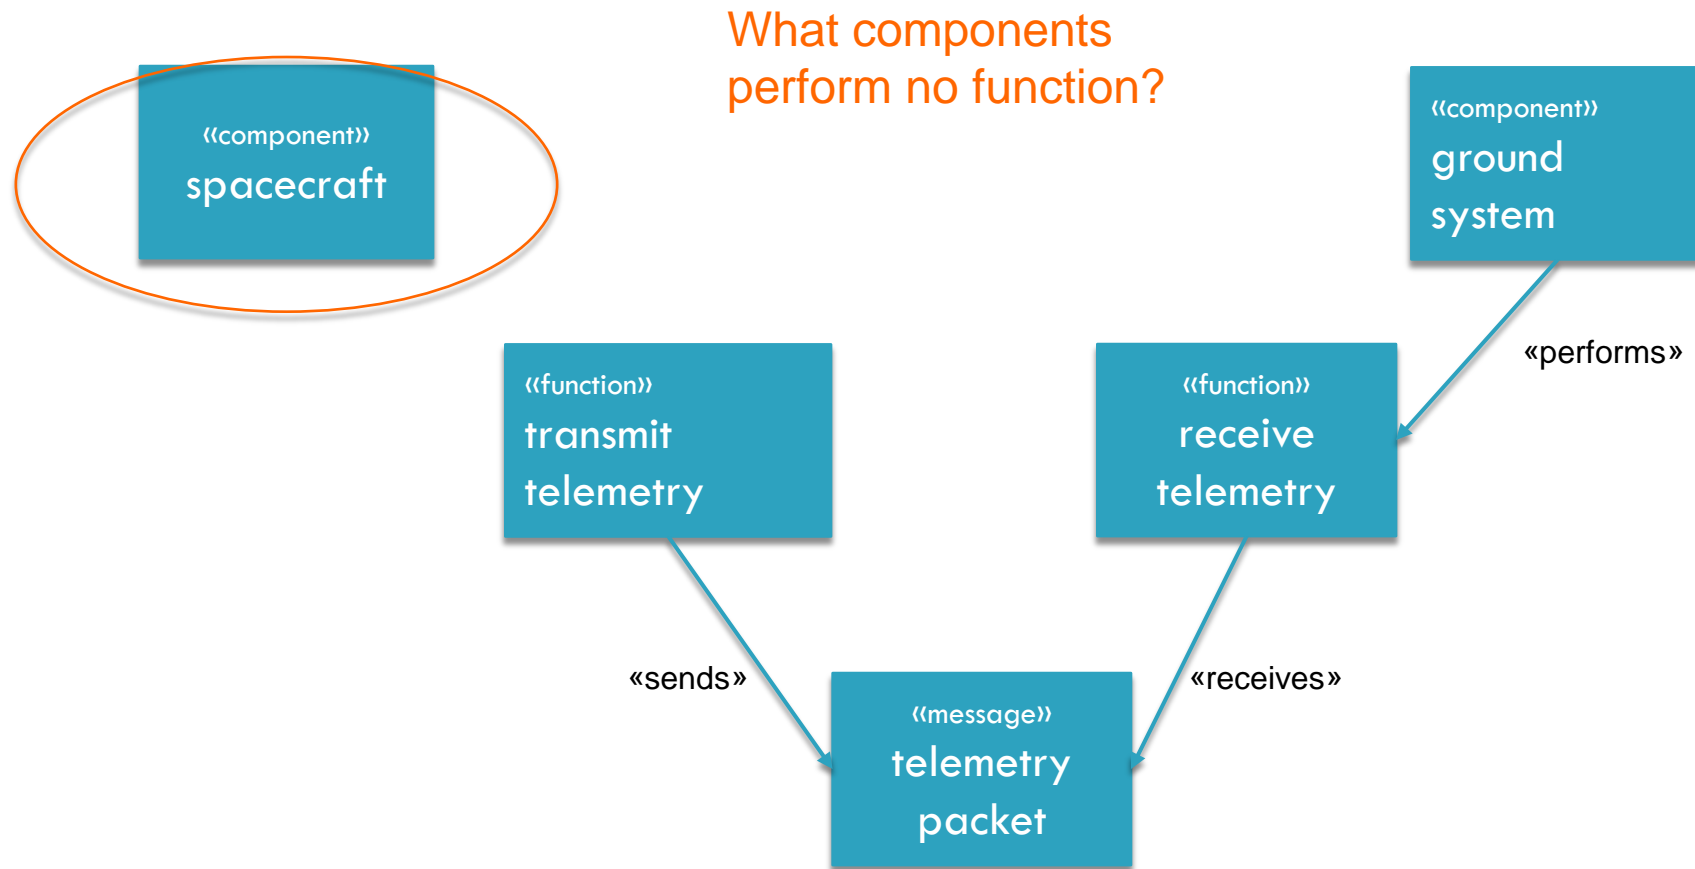 What components
perform no function?
«component»
spacecraft
«component»
ground
system
«performs»
«function»
transmit
telemetry
«function»
receive
telemetry
«sends»
«receives»
«message»
telemetry
packet